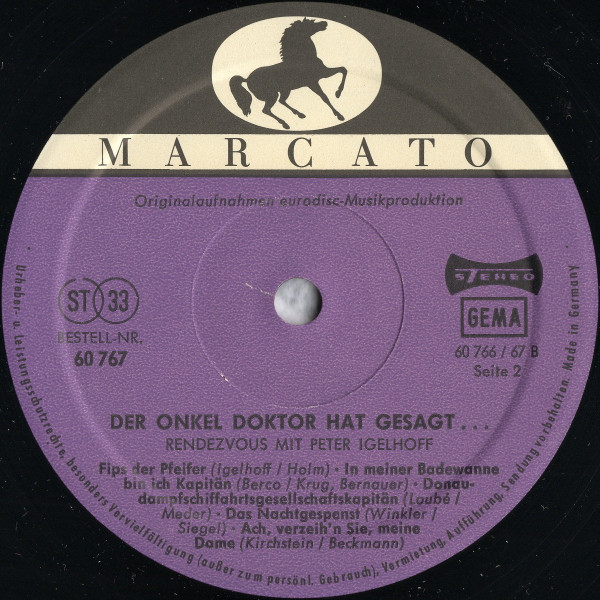 MARCATO
Originalaufnahmen eurodisc-Musikproduktion
ST 33
BESTELL-NR.
60 767
STEREO
GEMA
60 766 / 67 B
Seite 2
DER ONKEL DOKTOR HAT GESAGT . . .
RENDEZVOUS MIT PETER IGELHOFF
Fips der Pfeifer (Igelhoff / Holm) · In meiner Badewanne
bin ich Kapitän (Berco / Krug, Bernauer) · Donau-
dampfschiffahrtsgesellschaftskapitän (Laubé /
Meder) · Das Nachtgespenst (Winkler /
Siegel) · Ach, verzeih'n Sie, meine
Dame (Kirchstein / Beckmann)
Urheber- u. leistungsschutzrechte, besonders Vervielfältigung (außer zum persönl. Gebrauch), Vermietung, Aufführung, Sendung vorbehalten. Made in Germany